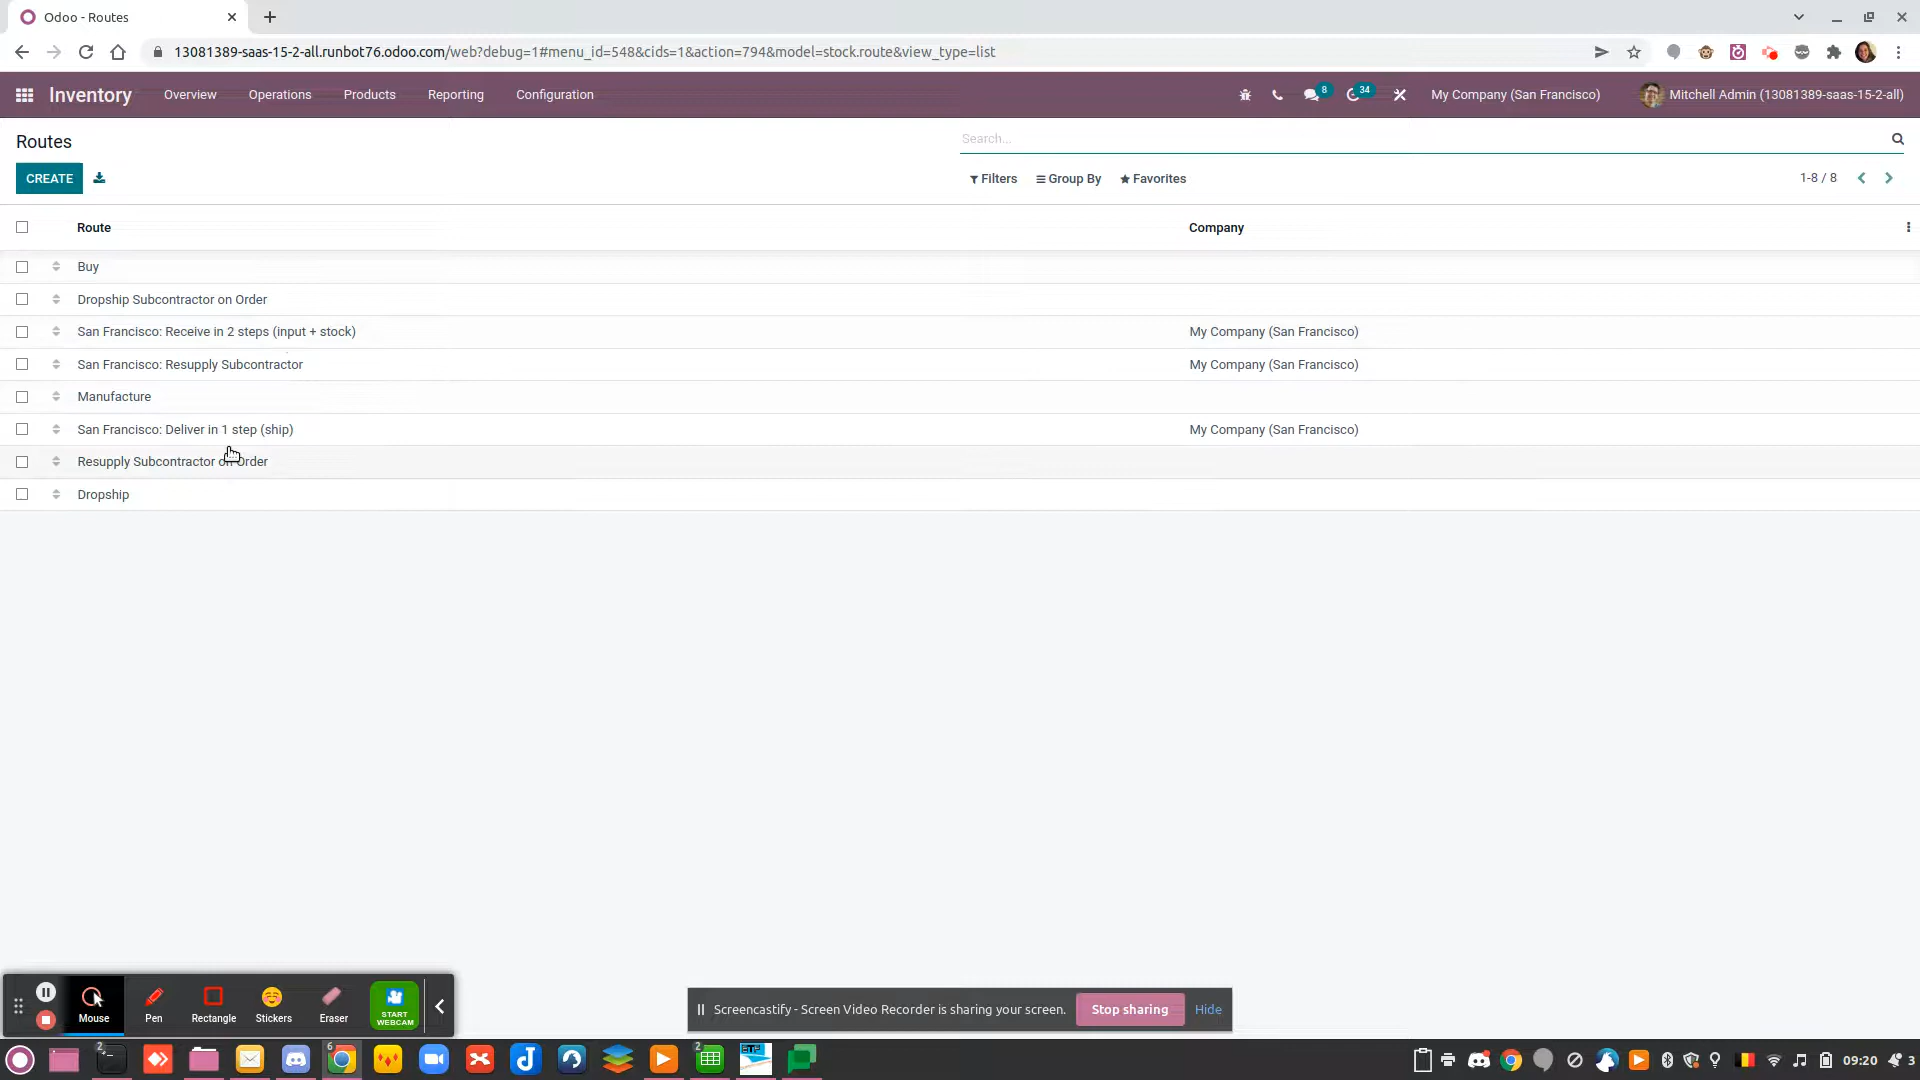 Odoo - Routes
13081389-saas-15-2-all.runbot76.odoo.com/web?debug=1#menu_id=548&cids=1&action=794&model=stock.route&view_type=list
Inventory Overview Operations Products Reporting Configuration 8 34 My Company (San Francisco) Mitchell Admin (13081389-saas-15-2-all)
Routes Search...
CREATE Filters Group By Favorites 1-8 / 8
Route Company
Buy
Dropship Subcontractor on Order
San Francisco: Receive in 2 steps (input + stock) My Company (San Francisco)
San Francisco: Resupply Subcontractor My Company (San Francisco)
Manufacture
San Francisco: Deliver in 1 step (ship) My Company (San Francisco)
Resupply Subcontractor on Order
Dropship
Mouse Pen Rectangle Stickers Eraser START WEBCAM
Screencastify - Screen Video Recorder is sharing your screen. Stop sharing Hide
2 6 2 09:20 3